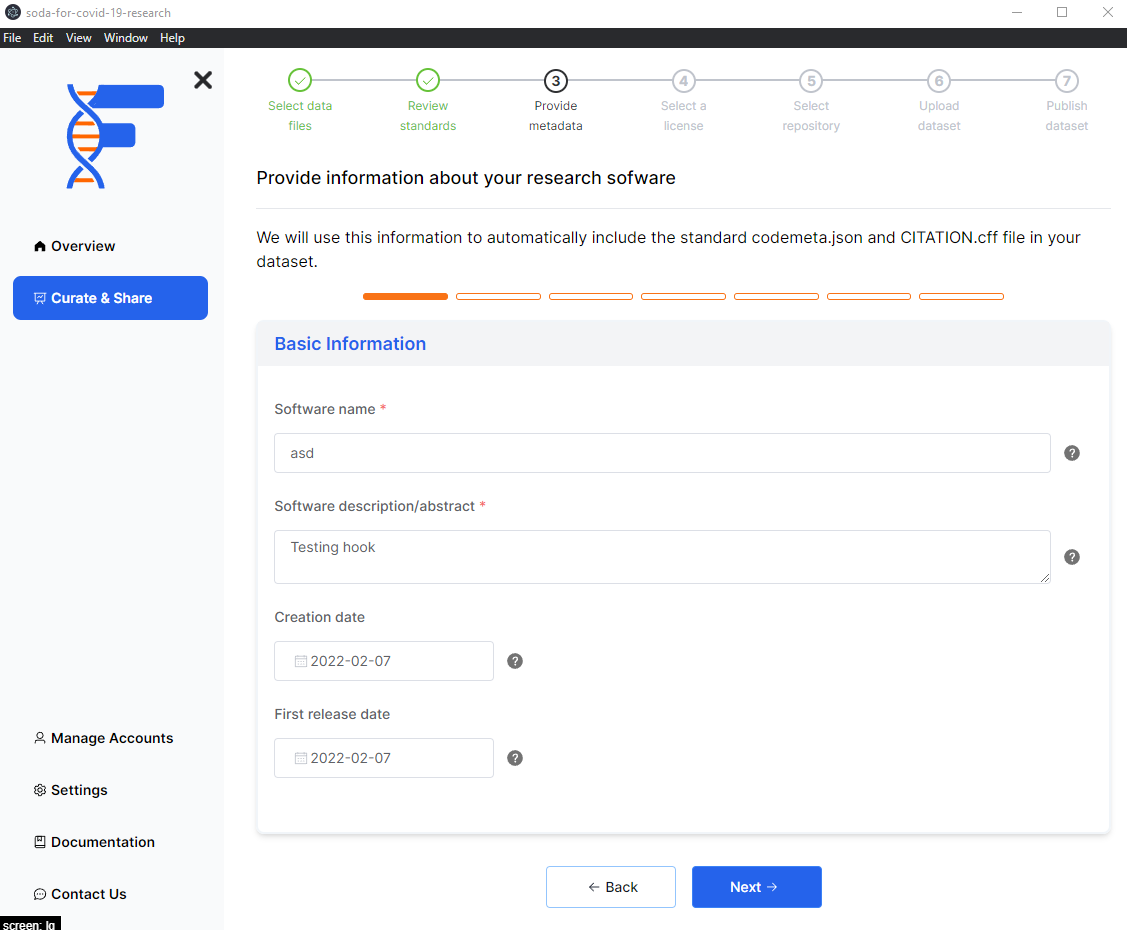 soda-for-covid-19-research
File Edit View Window Help
3 4 5 6 7
Select data files
Review standards
Provide metadata
Select a license
Select repository
Upload dataset
Publish dataset
Provide information about your research sofware
Overview
We will use this information to automatically include the standard codemeta.json and CITATION.cff file in your
dataset.
Curate & Share
Basic Information
Software name *
asd
?
Software description/abstract *
Testing hook
?
Creation date
2022-02-07
?
First release date
2022-02-07
?
Manage Accounts
Settings
Documentation
Contact Us
← Back
Next →
screen: lg